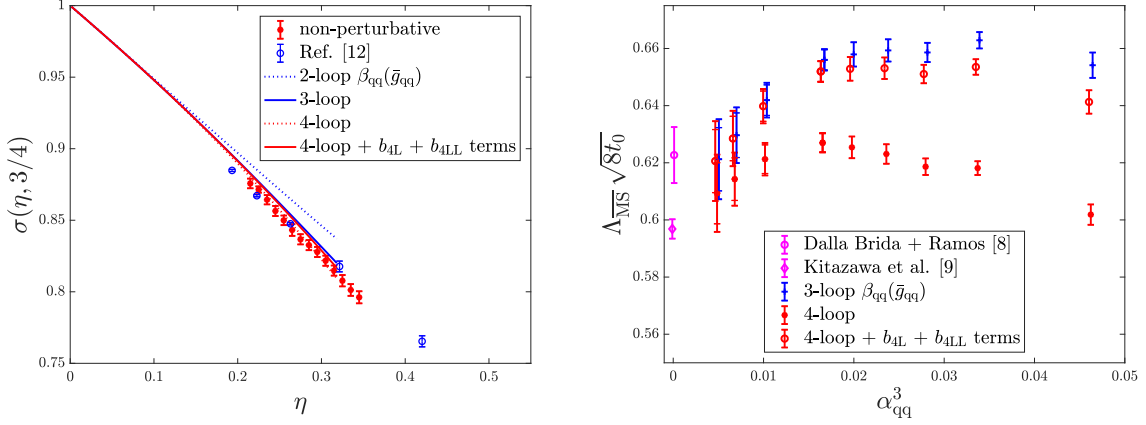 1
0.95
0.9
0.85
0.8
0.75
0
0.1
0.2
0.3
0.4
0.5
σ(η, 3/4)
η
non-perturbative
Ref. [12]
2-loop β_qq(ḡ_qq)
3-loop
4-loop
4-loop + b_4L + b_4LL terms
0.66
0.64
0.62
0.6
0.58
0.56
0
0.01
0.02
0.03
0.04
0.05
Λ_M̅S̅ √8t₀
α³_qq
Dalla Brida + Ramos [8]
Kitazawa et al. [9]
3-loop β_qq(ḡ_qq)
4-loop
4-loop + b_4L + b_4LL terms